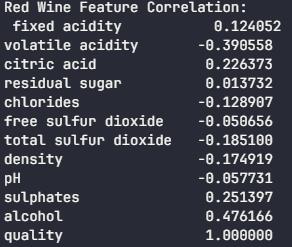 Red Wine Feature Correlation:
fixed acidity 0.124052
volatile acidity -0.390558
citric acid 0.226373
residual sugar 0.013732
chlorides -0.128907
free sulfur dioxide -0.050656
total sulfur dioxide -0.185100
density -0.174919
pH -0.057731
sulphates 0.251397
alcohol 0.476166
quality 1.000000